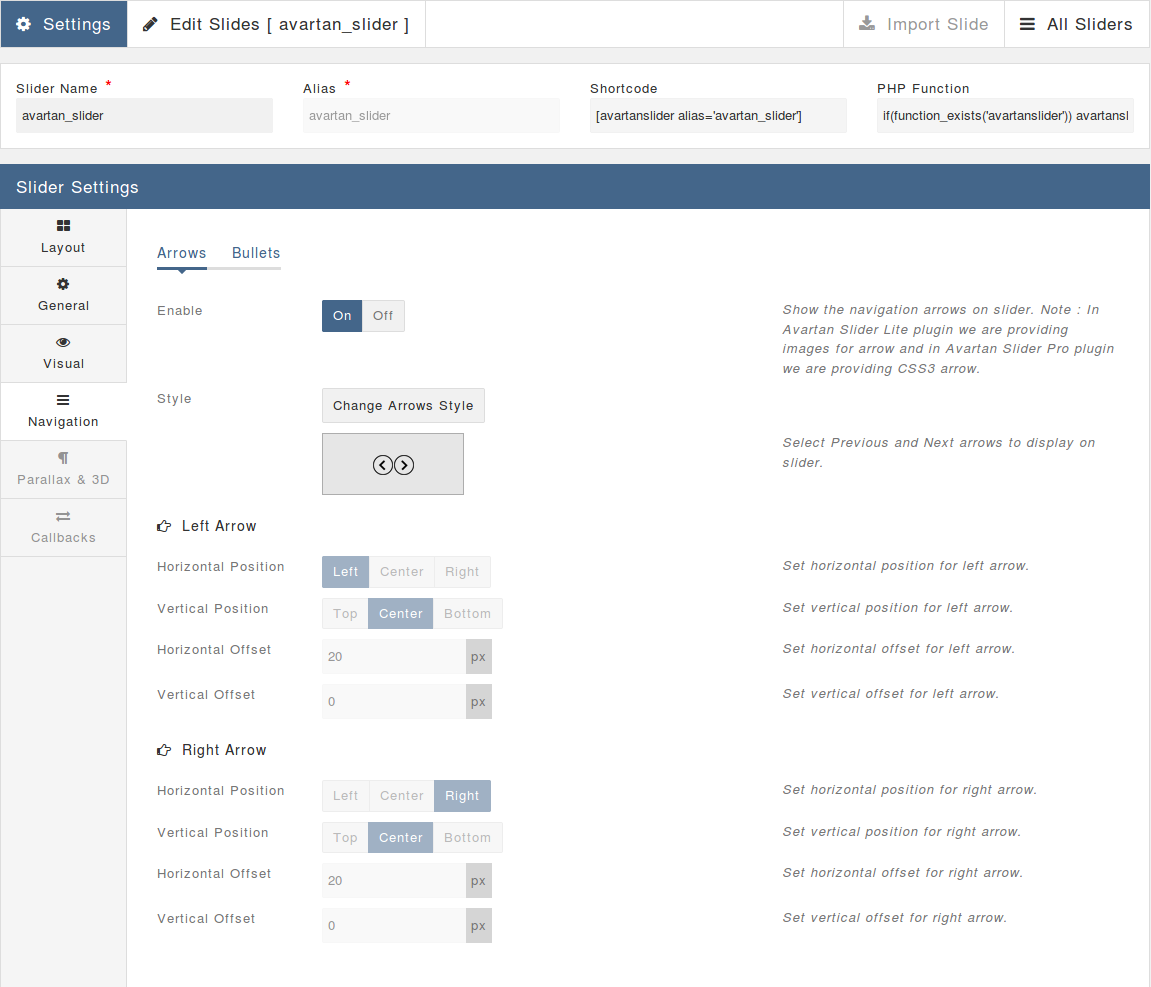 Settings
Edit Slides [ avartan_slider ]
Import Slide
All Sliders
Slider Name *
Alias *
Shortcode
PHP Function
avartan_slider
avartan_slider
[avartanslider alias='avartan_slider']
if(function_exists('avartanslider')) avartansl
Slider Settings
Layout
General
Visual
Navigation
Parallax & 3D
Callbacks
Arrows
Bullets
Enable
On
Off
Show the navigation arrows on slider. Note : In
Avartan Slider Lite plugin we are providing
images for arrow and in Avartan Slider Pro plugin
we are providing CSS3 arrow.
Style
Change Arrows Style
Select Previous and Next arrows to display on
slider.
Left Arrow
Horizontal Position
Left
Center
Right
Set horizontal position for left arrow.
Vertical Position
Top
Center
Bottom
Set vertical position for left arrow.
Horizontal Offset
20
px
Set horizontal offset for left arrow.
Vertical Offset
0
px
Set vertical offset for left arrow.
Right Arrow
Horizontal Position
Left
Center
Right
Set horizontal position for right arrow.
Vertical Position
Top
Center
Bottom
Set vertical position for right arrow.
Horizontal Offset
20
px
Set horizontal offset for right arrow.
Vertical Offset
0
px
Set vertical offset for right arrow.